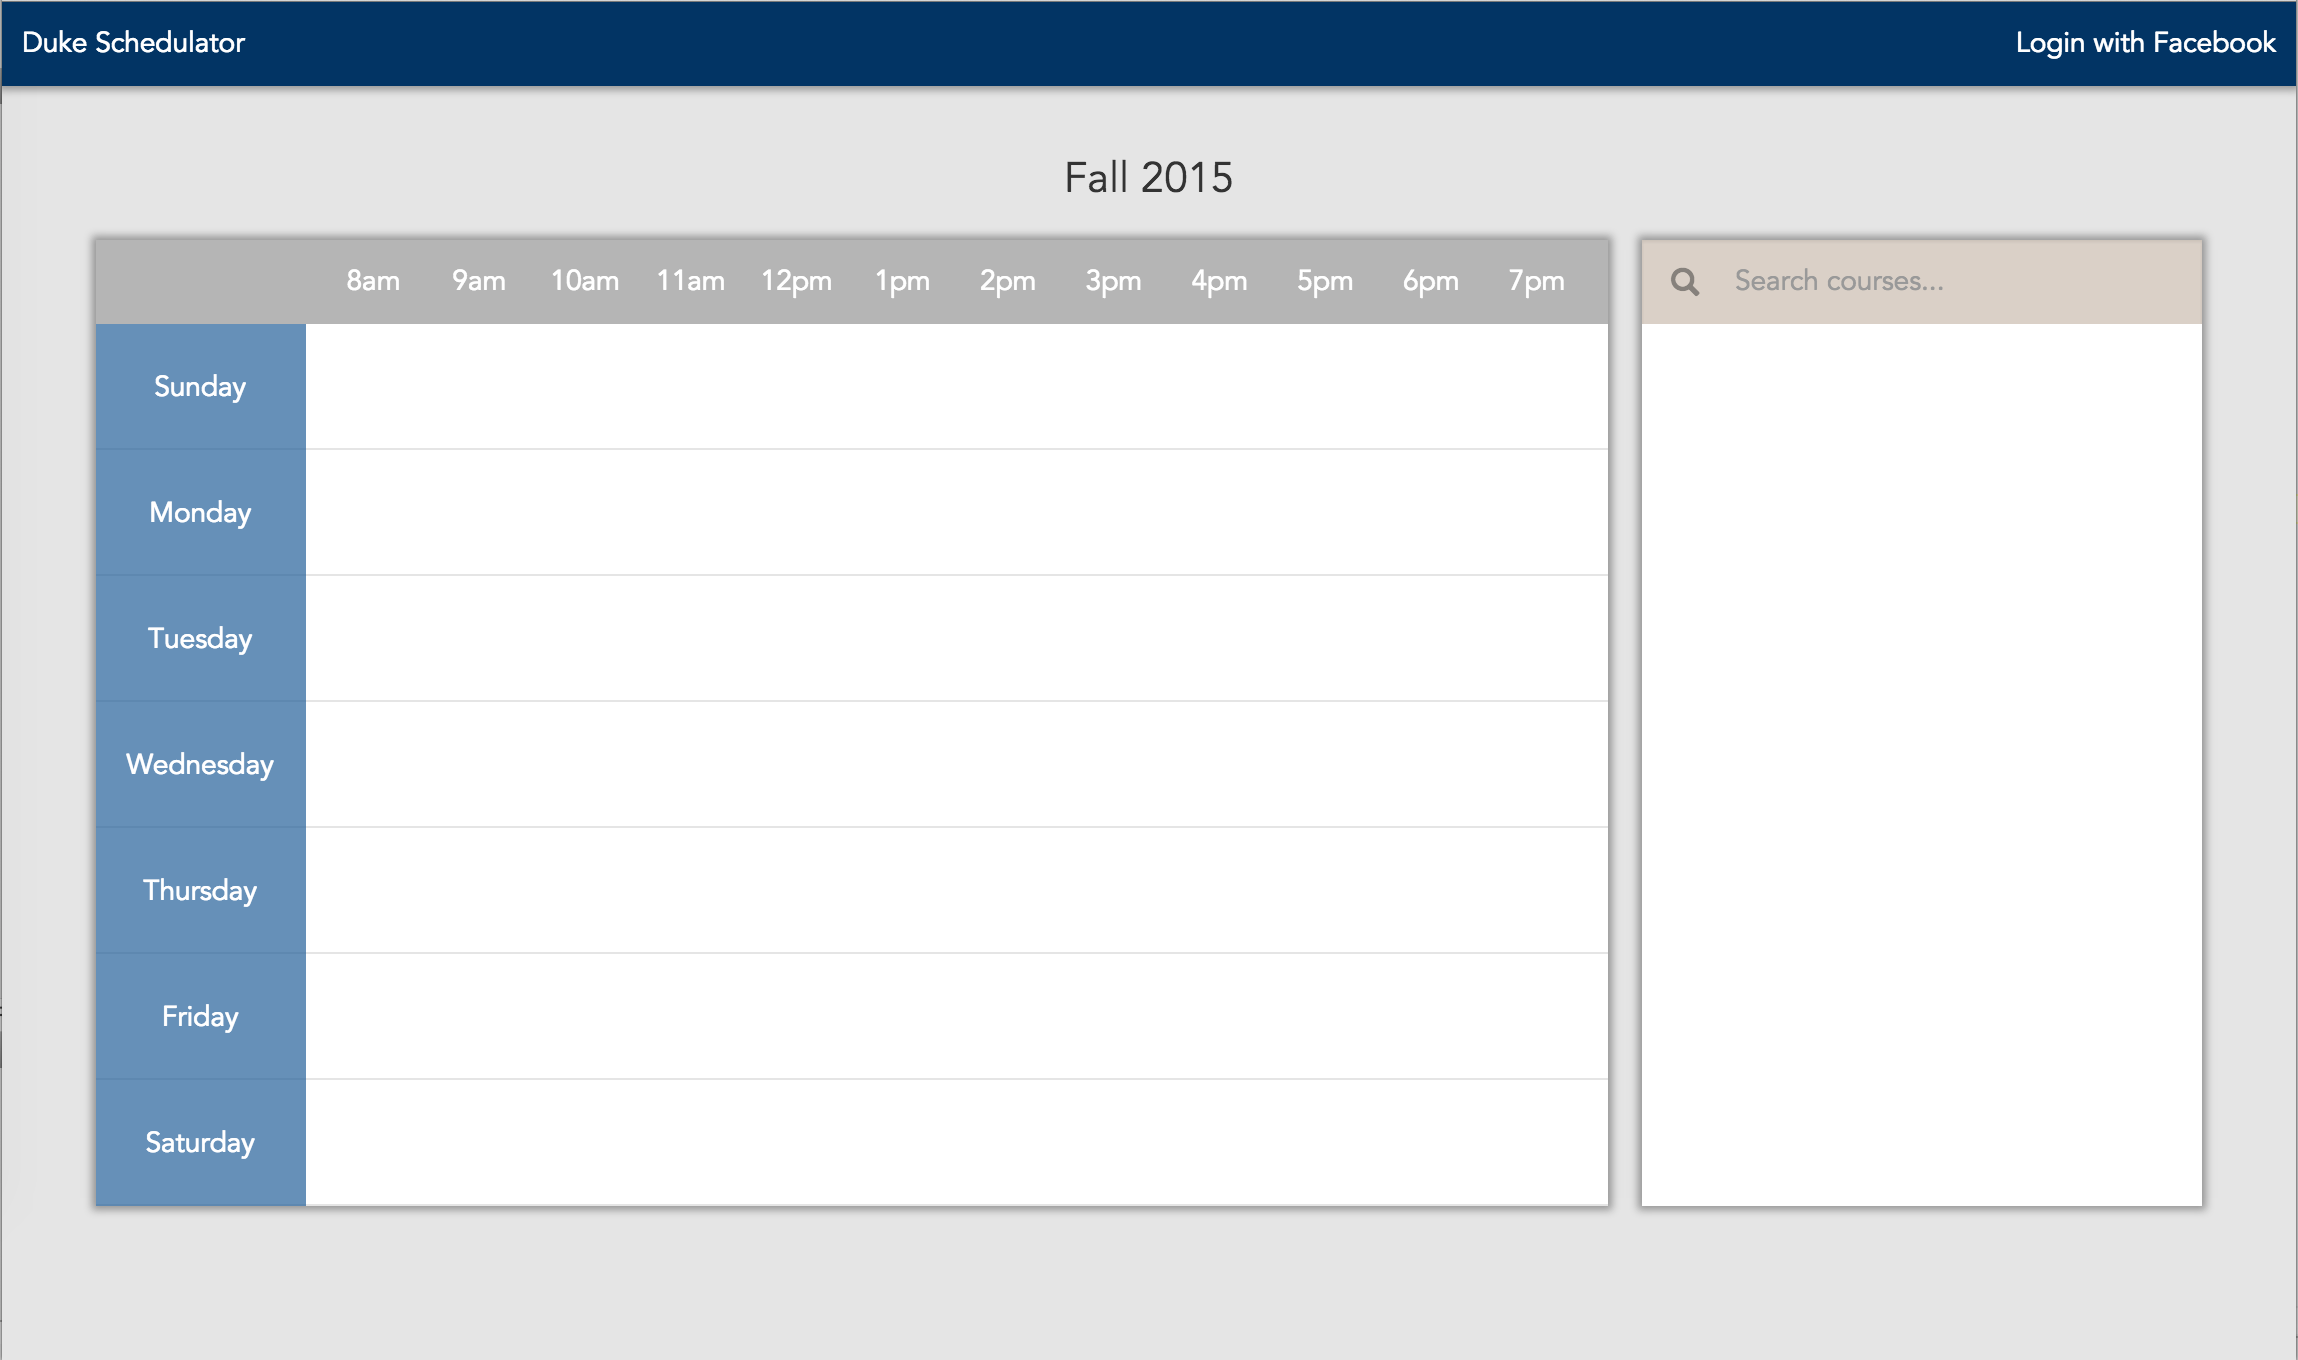 Duke Schedulator Login with Facebook
Fall 2015
8am 9am 10am 11am 12pm 1pm 2pm 3pm 4pm 5pm 6pm 7pm Search courses...
Sunday
Monday
Tuesday
Wednesday
Thursday
Friday
Saturday